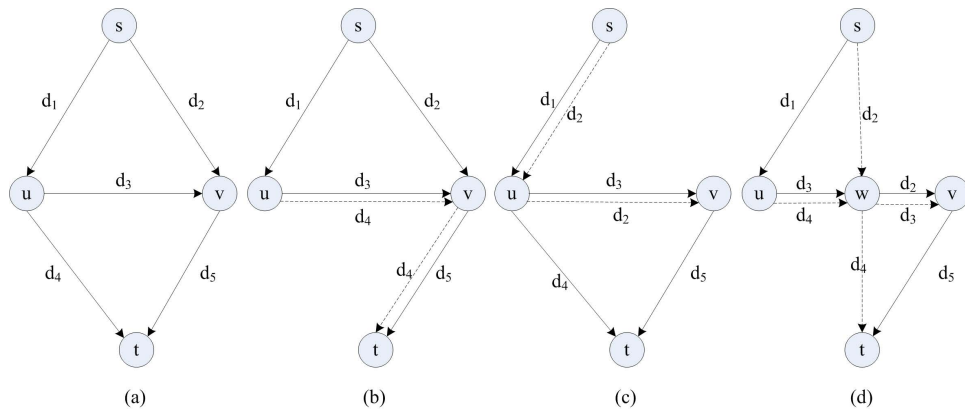 s s s s
d₁ d₂ d₁ d₂ d₁ d₂ d₁ d₂
u d₃ v u d₃ v u d₃ v u d₃ w d₂ v
d₄ d₂ d₄ d₃
d₄ d₅ d₄ d₅ d₄ d₅ d₄ d₅
t t t t
(a) (b) (c) (d)